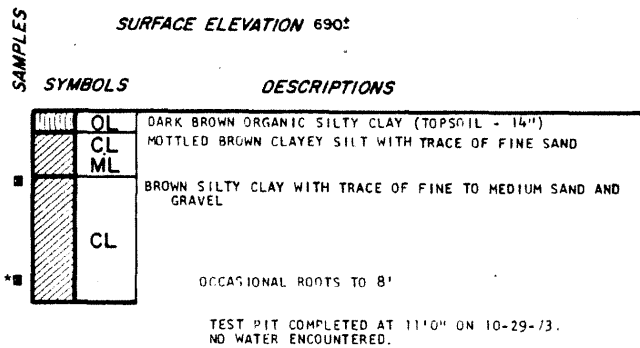 SAMPLES
SURFACE ELEVATION 690±
SYMBOLS DESCRIPTIONS
OL DARK BROWN ORGANIC SILTY CLAY (TOPSOIL - 14")
CL MOTTLED BROWN CLAYEY SILT WITH TRACE OF FINE SAND
ML
BROWN SILTY CLAY WITH TRACE OF FINE TO MEDIUM SAND AND
GRAVEL
CL
* OCCASIONAL ROOTS TO 8'
TEST PIT COMPLETED AT 11'0" ON 10-29-73.
NO WATER ENCOUNTERED.